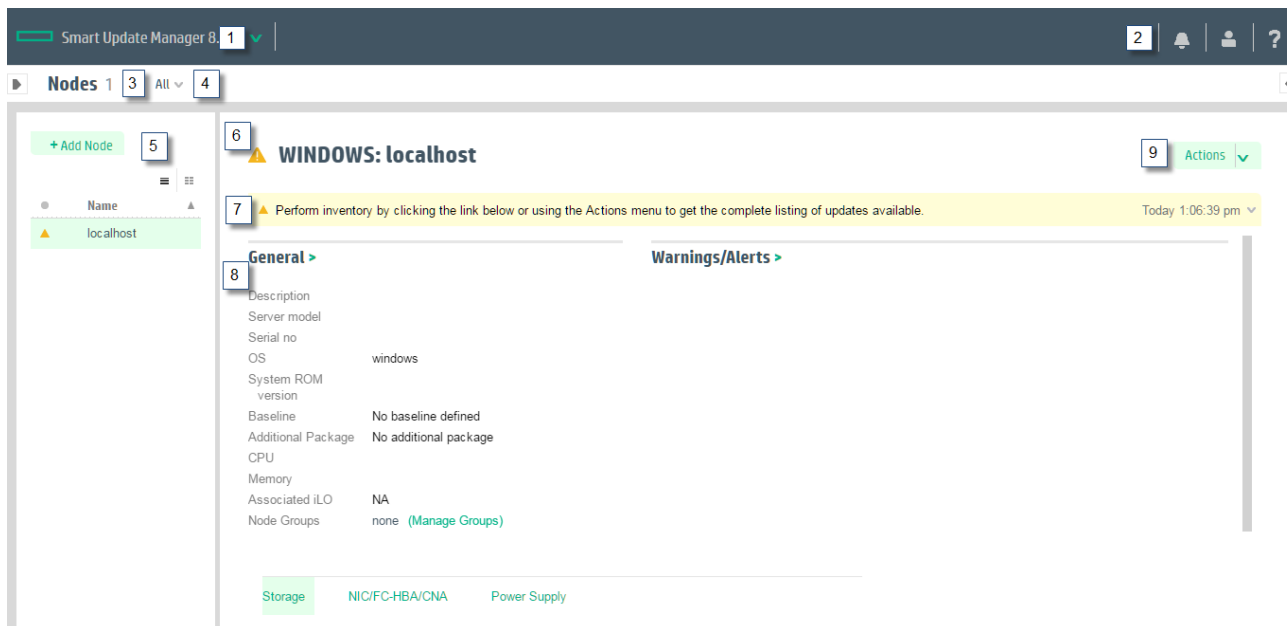 Smart Update Manager 8. 1 2 ?
Nodes 1 3 All 4
+ Add Node 5
Name
localhost
6 WINDOWS: localhost 9 Actions
7 Perform inventory by clicking the link below or using the Actions menu to get the complete listing of updates available. Today 1:06:39 pm
General > Warnings/Alerts >
8
Description
Server model
Serial no
OS windows
System ROM
version
Baseline No baseline defined
Additional Package No additional package
CPU
Memory
Associated iLO NA
Node Groups none (Manage Groups)
Storage NIC/FC-HBA/CNA Power Supply